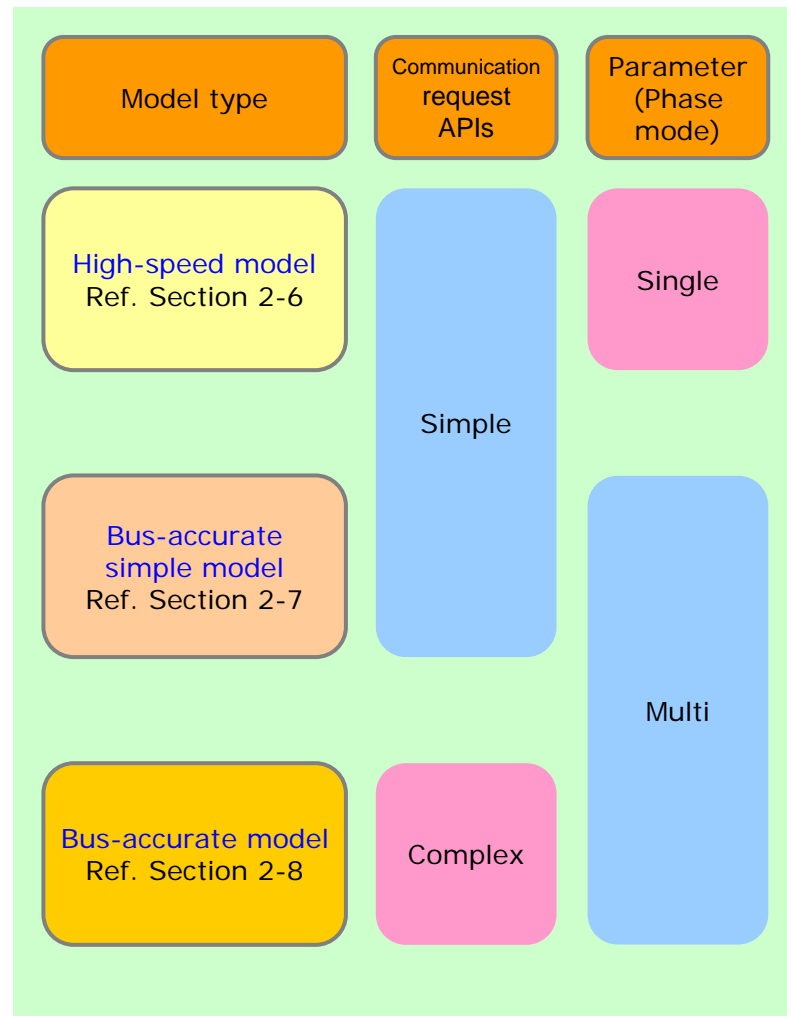 Model type
Communication
request
APIs
Parameter
(Phase
mode)
High-speed model
Ref. Section 2-6
Simple
Single
Bus-accurate
simple model
Ref. Section 2-7
Multi
Bus-accurate model
Ref. Section 2-8
Complex